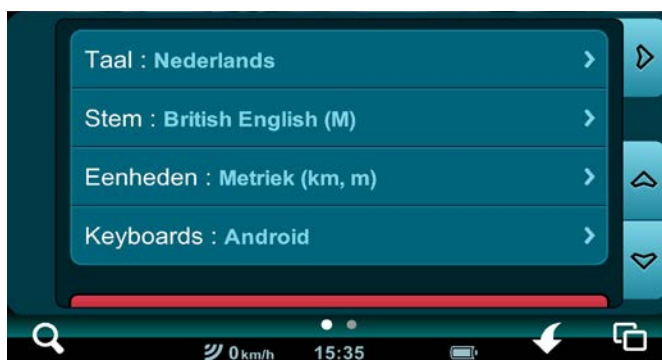 Taal : Nederlands
Stem : British English (M)
Eenheden : Metriek (km, m)
Keyboards : Android
0 km/h 15:35